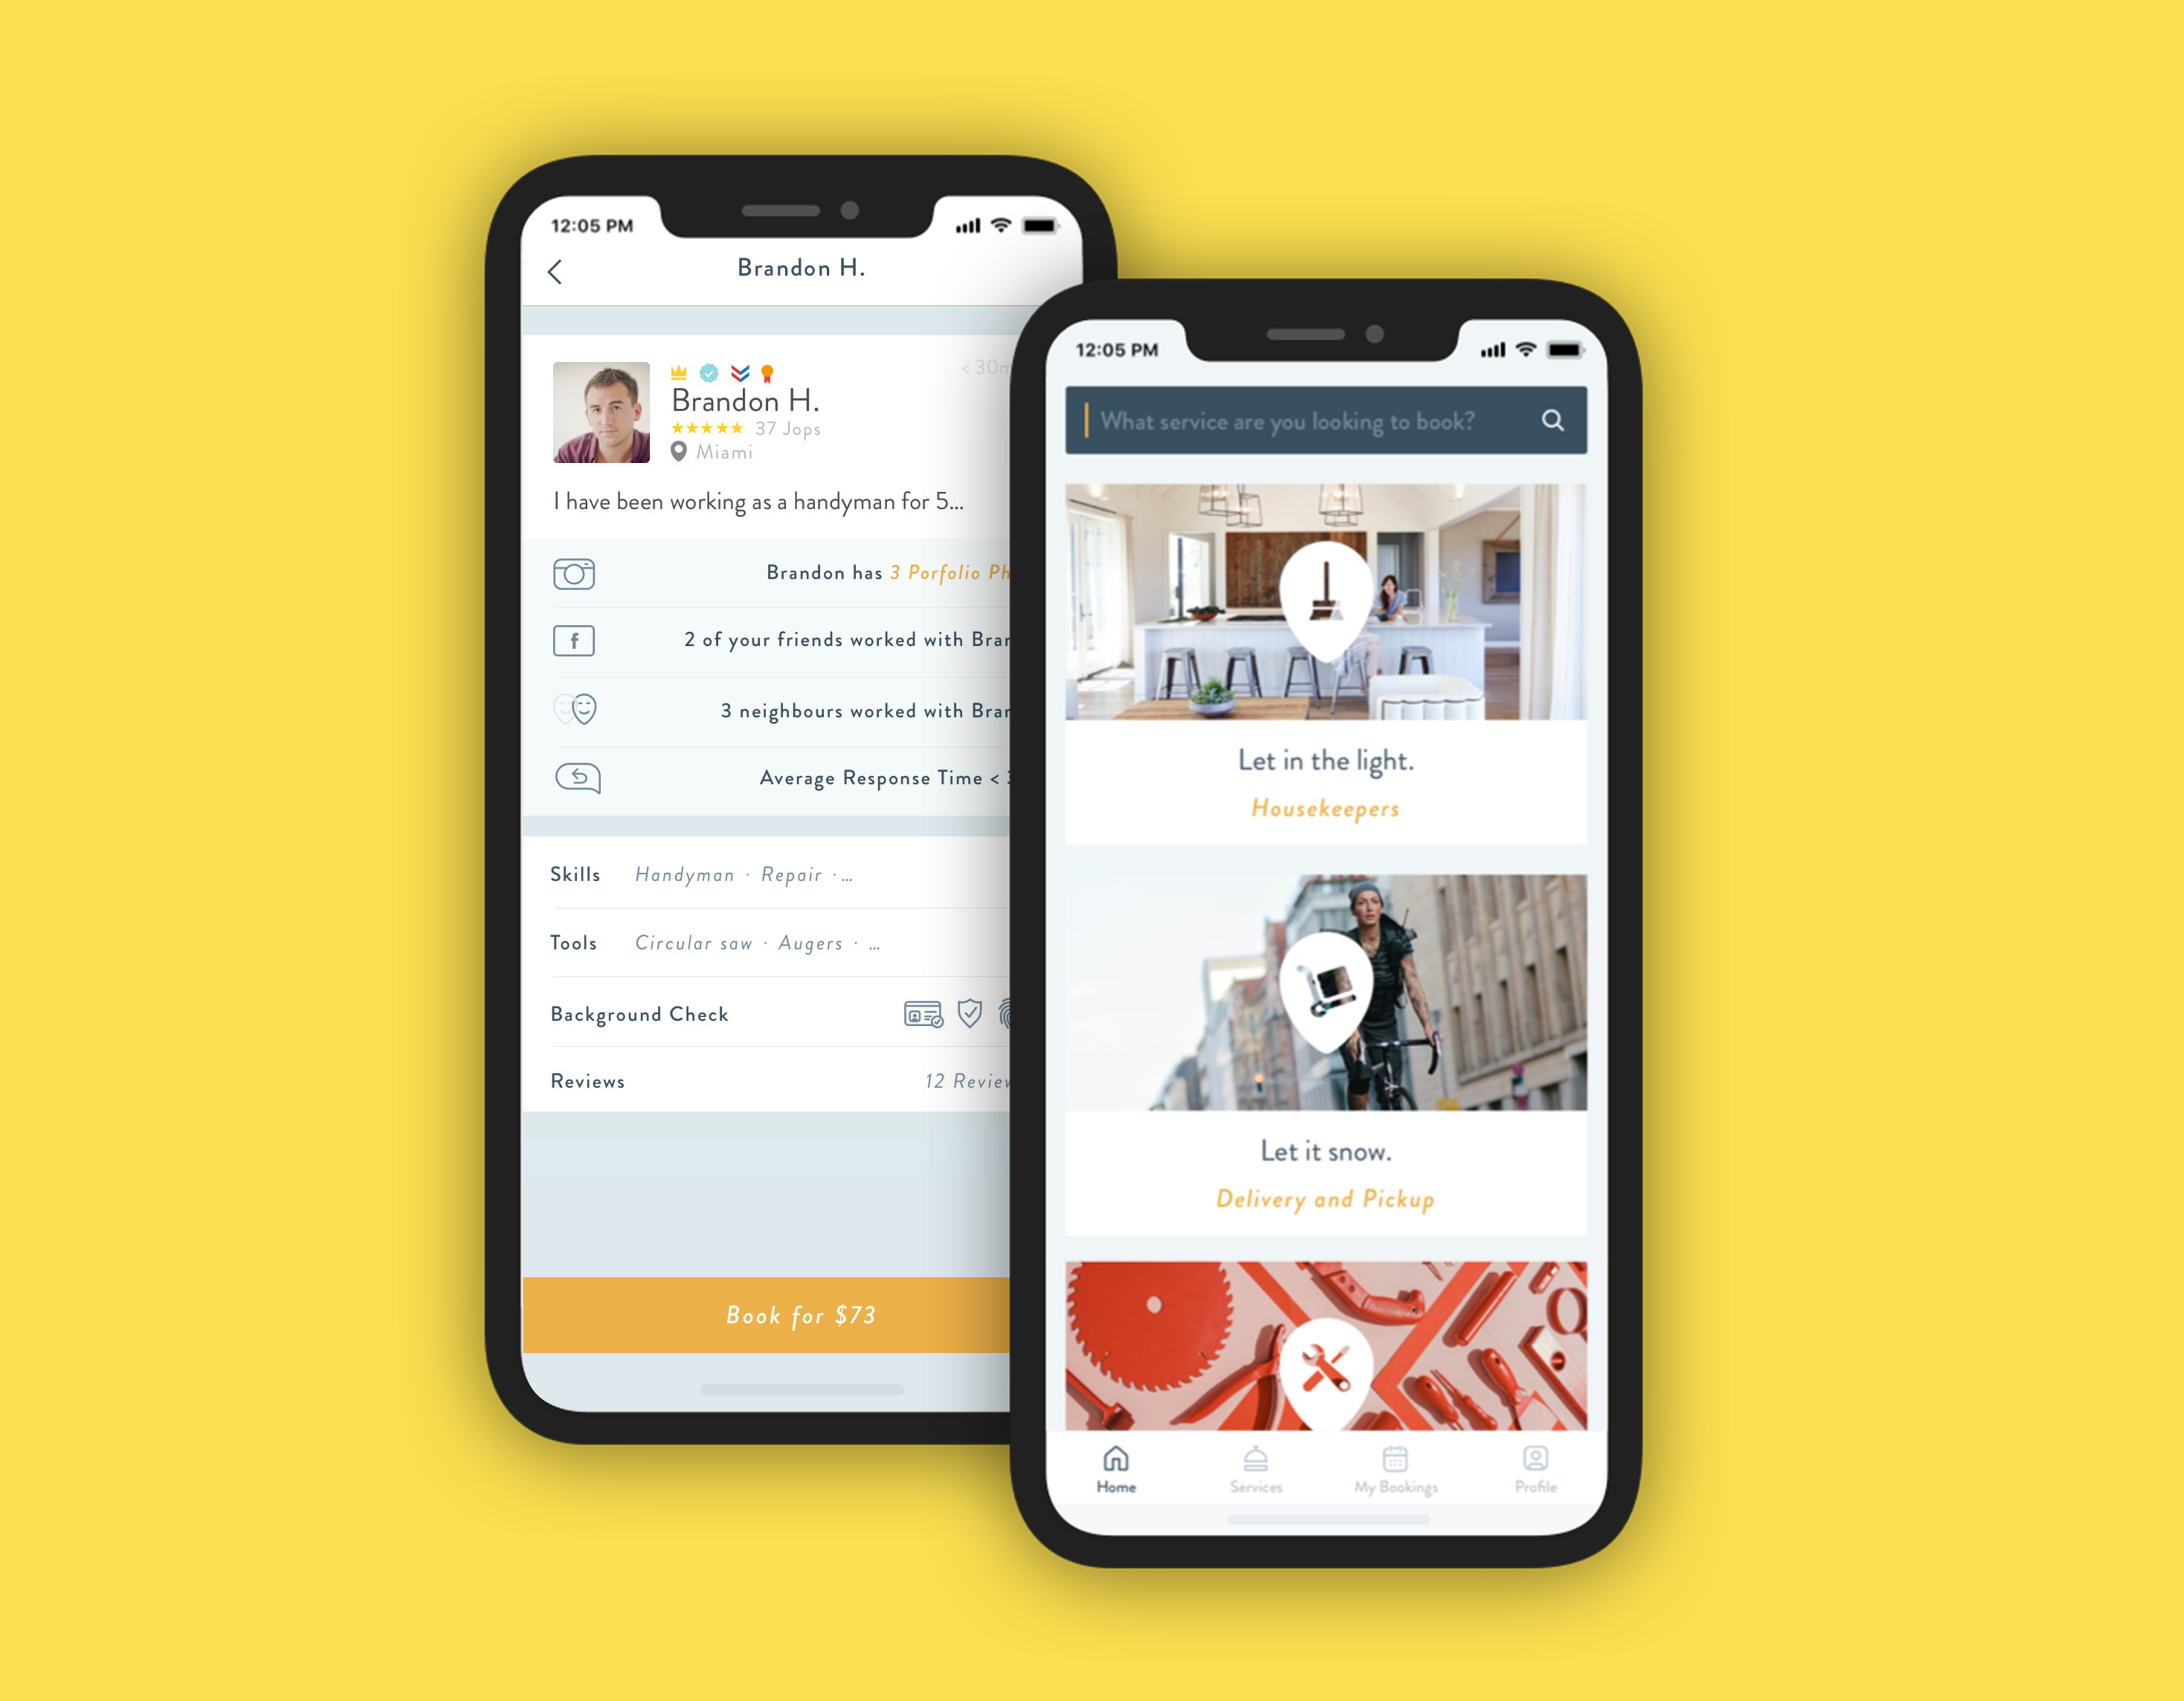 12:05 PM
Brandon H.
< 30m
Brandon H.
37 Jops
Miami
I have been working as a handyman for 5...
Brandon has 3 Porfolio Ph
2 of your friends worked with Bran
3 neighbours worked with Bran
Average Response Time < 3
Skills Handyman · Repair · ...
Tools Circular saw · Augers · ...
Background Check
Reviews 12 Review
Book for $73
12:05 PM
What service are you looking to book?
Let in the light.
Housekeepers
Let it snow.
Delivery and Pickup
Home Services My Bookings Profile